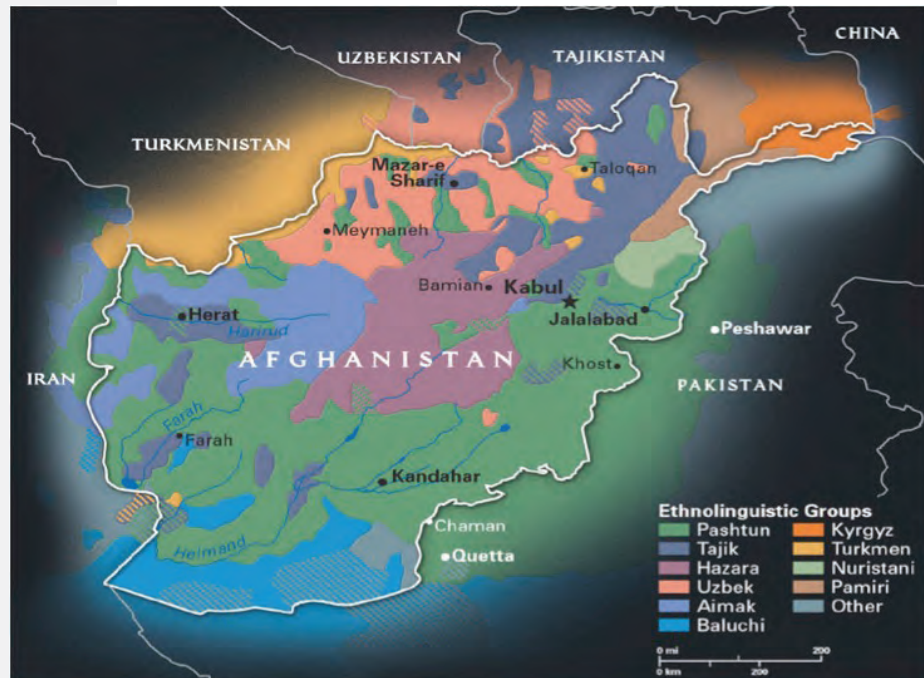 CHINA
UZBEKISTAN
TAJIKISTAN
TURKMENISTAN
Mazar-e
Sharif
Taloqan
Meymaneh
Bamian
Kabul
Herat
Harirud
Jalalabad
Peshawar
AFGHANISTAN
Khost
IRAN
PAKISTAN
Farah
Farah
Kandahar
Chaman
Helmand
Quetta
Ethnolinguistic Groups
Pashtun
Tajik
Hazara
Uzbek
Aimak
Baluchi
Kyrgyz
Turkmen
Nuristani
Pamiri
Other
0 mi 200
0 km 200